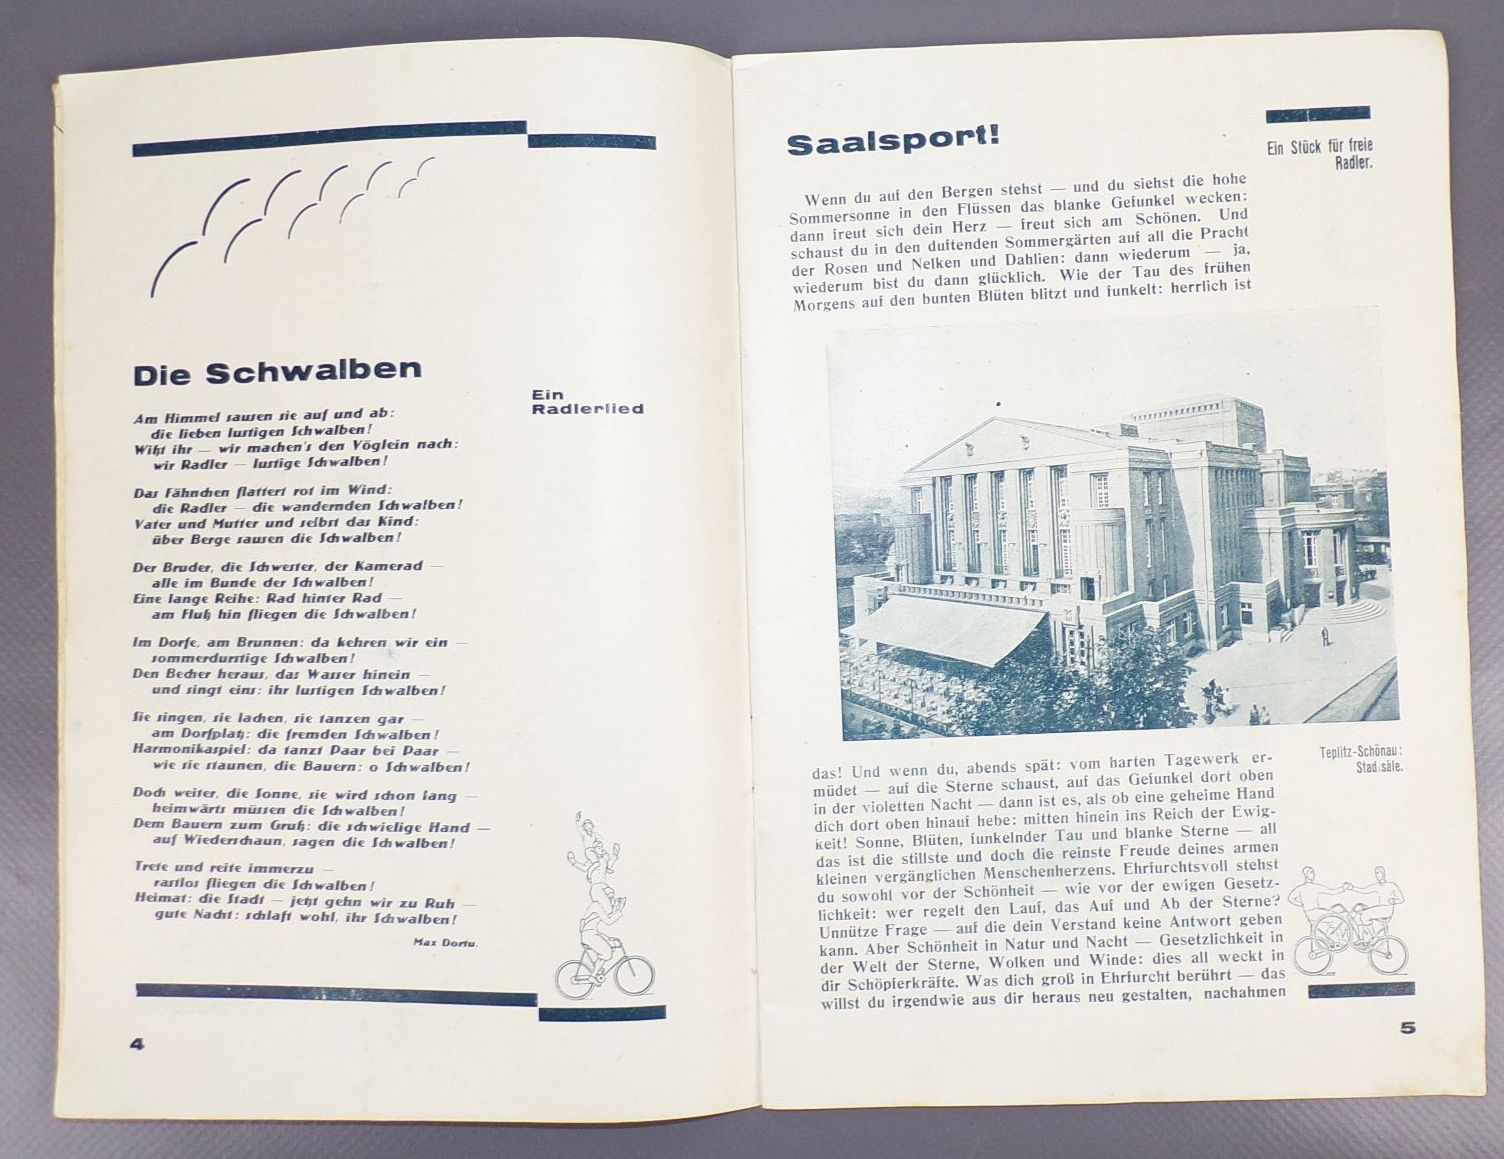 Die Schwalben
Ein
Radlerlied
Am Himmel sausen sie auf und ab:
die lieben lustigen Schwalben!
Wißt ihr — wir machen's den Vöglein nach:
wir Radler — lustige Schwalben!
Das Fähnchen flattert rot im Wind:
die Radler — die wandernden Schwalben!
Vater und Mutter und selbst das Kind:
über Berge sausen die Schwalben!
Der Bruder, die Schwester, der Kamerad —
alle im Bunde der Schwalben!
Eine lange Reihe: Rad hinter Rad —
am Fluß hin fliegen die Schwalben!
Im Dorfe, am Brunnen: da kehren wir ein —
sommerdurstige Schwalben!
Den Becher heraus, das Wasser hinein —
und singt eins: ihr lustigen Schwalben!
Sie singen, sie lachen, sie tanzen gar —
am Dorfplatz: die fremden Schwalben!
Harmonikaspiel: da tanzt Paar bei Paar —
wie sie staunen, die Bauern: o Schwalben!
Doch weiter, die Sonne, sie wird schon lang —
heimwärts müssen die Schwalben!
Dem Bauern zum Gruß: die schwielige Hand —
auf Wiederschaun, sagen die Schwalben!
Trete und reite immerzu —
rastlos fliegen die Schwalben!
Heimat: die Stadt — jetzt gehn wir zu Ruh —
gute Nacht: schlaft wohl, ihr Schwalben!
Max Dortu.
4
Saalsport!
Ein Stück für freie
Radler.
Wenn du auf den Bergen stehst — und du siehst die hohe
Sommersonne in den Flüssen das blanke Gefunkel wecken:
dann freut sich dein Herz — freut sich am Schönen. Und
schaust du in den duftenden Sommergärten auf all die Pracht
der Rosen und Nelken und Dahlien: dann wiederum — ja,
wiederum bist du dann glücklich. Wie der Tau des frühen
Morgens auf den bunten Blüten blitzt und funkelt: herrlich ist
Teplitz-Schönau:
Stadtsäle.
das! Und wenn du, abends spät: vom harten Tagewerk er-
müdet — auf die Sterne schaust, auf das Gefunkel dort oben
in der violetten Nacht — dann ist es, als ob eine geheime Hand
dich dort oben hinauf hebe: mitten hinein ins Reich der Ewig-
keit! Sonne, Blüten, funkelnder Tau und blanke Sterne — all
das ist die stillste und doch die reinste Freude deines armen
kleinen vergänglichen Menschenherzens. Ehrfurchtsvoll stehst
du sowohl vor der Schönheit — wie vor der ewigen Gesetz-
lichkeit: wer regelt den Lauf, das Auf und Ab der Sterne?
Unnütze Frage — auf die dein Verstand keine Antwort geben
kann. Aber Schönheit in Natur und Nacht — Gesetzlichkeit in
der Welt der Sterne, Wolken und Winde: dies all weckt in
dir Schöpferkräfte. Was dich groß in Ehrfurcht berührt — das
willst du irgendwie aus dir heraus neu gestalten, nachahmen
5